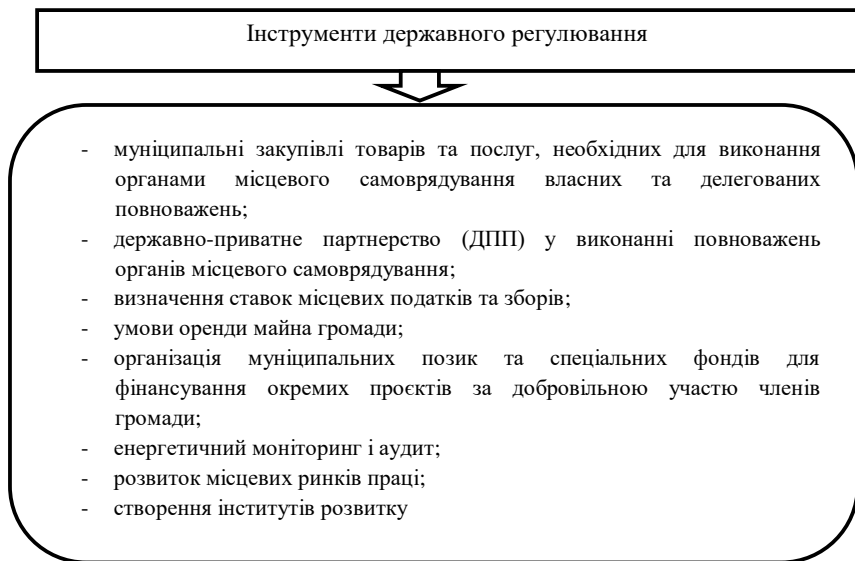 Інструменти державного регулювання
- муніципальні закупівлі товарів та послуг, необхідних для виконання
органами місцевого самоврядування власних та делегованих
повноважень;
- державно-приватне партнерство (ДПП) у виконанні повноважень
органів місцевого самоврядування;
- визначення ставок місцевих податків та зборів;
- умови оренди майна громади;
- організація муніципальних позик та спеціальних фондів для
фінансування окремих проєктів за добровільною участю членів
громади;
- енергетичний моніторинг і аудит;
- розвиток місцевих ринків праці;
- створення інститутів розвитку